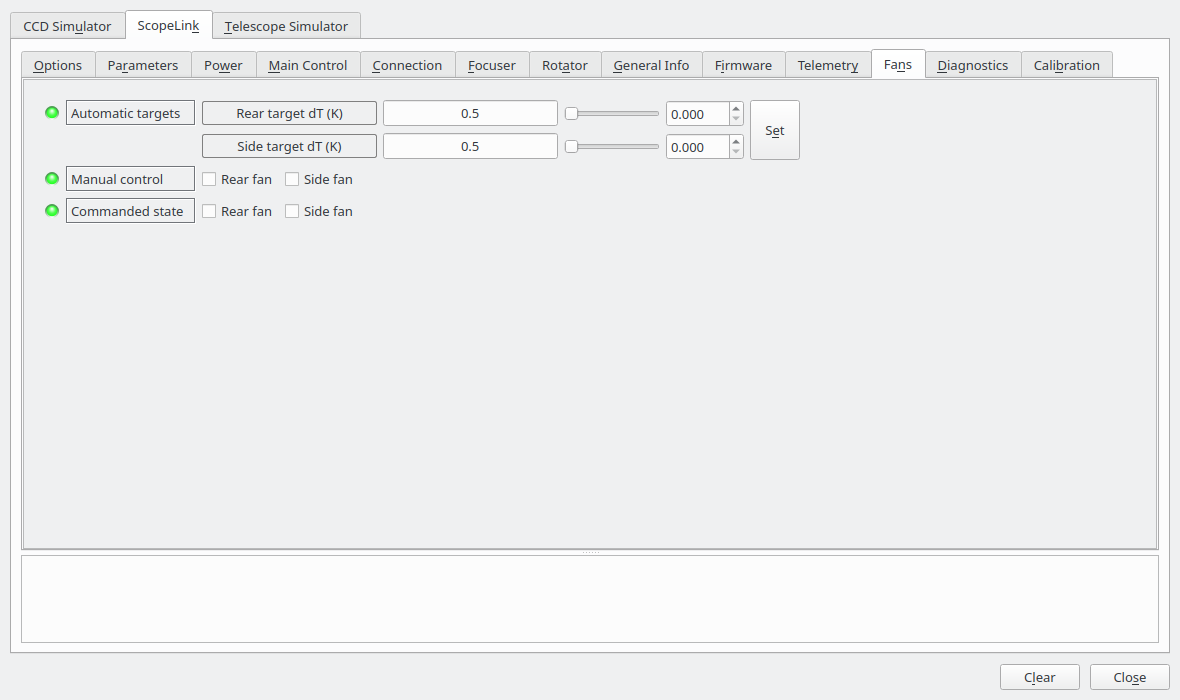 CCD Simulator ScopeLink Telescope Simulator
Options Parameters Power Main Control Connection Focuser Rotator General Info Firmware Telemetry Fans Diagnostics Calibration
Automatic targets Rear target dT (K) 0.5 0.000 Set
Side target dT (K) 0.5 0.000
Manual control Rear fan Side fan
Commanded state Rear fan Side fan
Clear Close